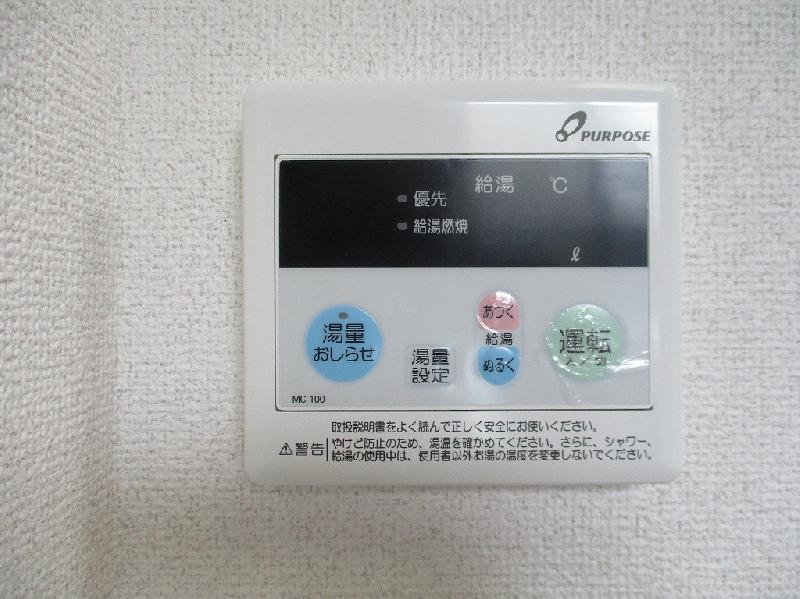 PURPOSE
給湯 ℃
優先
給湯燃焼
ℓ
湯量
おしらせ
湯量
設定
あつく
給湯
ぬるく
運転
入/切
MC-100
取扱説明書をよく読んで正しく安全にお使いください。
⚠警告
やけど防止のため、湯温を確かめてください。さらに、シャワー、
給湯の使用中は、使用者以外お湯の温度を変更しないでください。